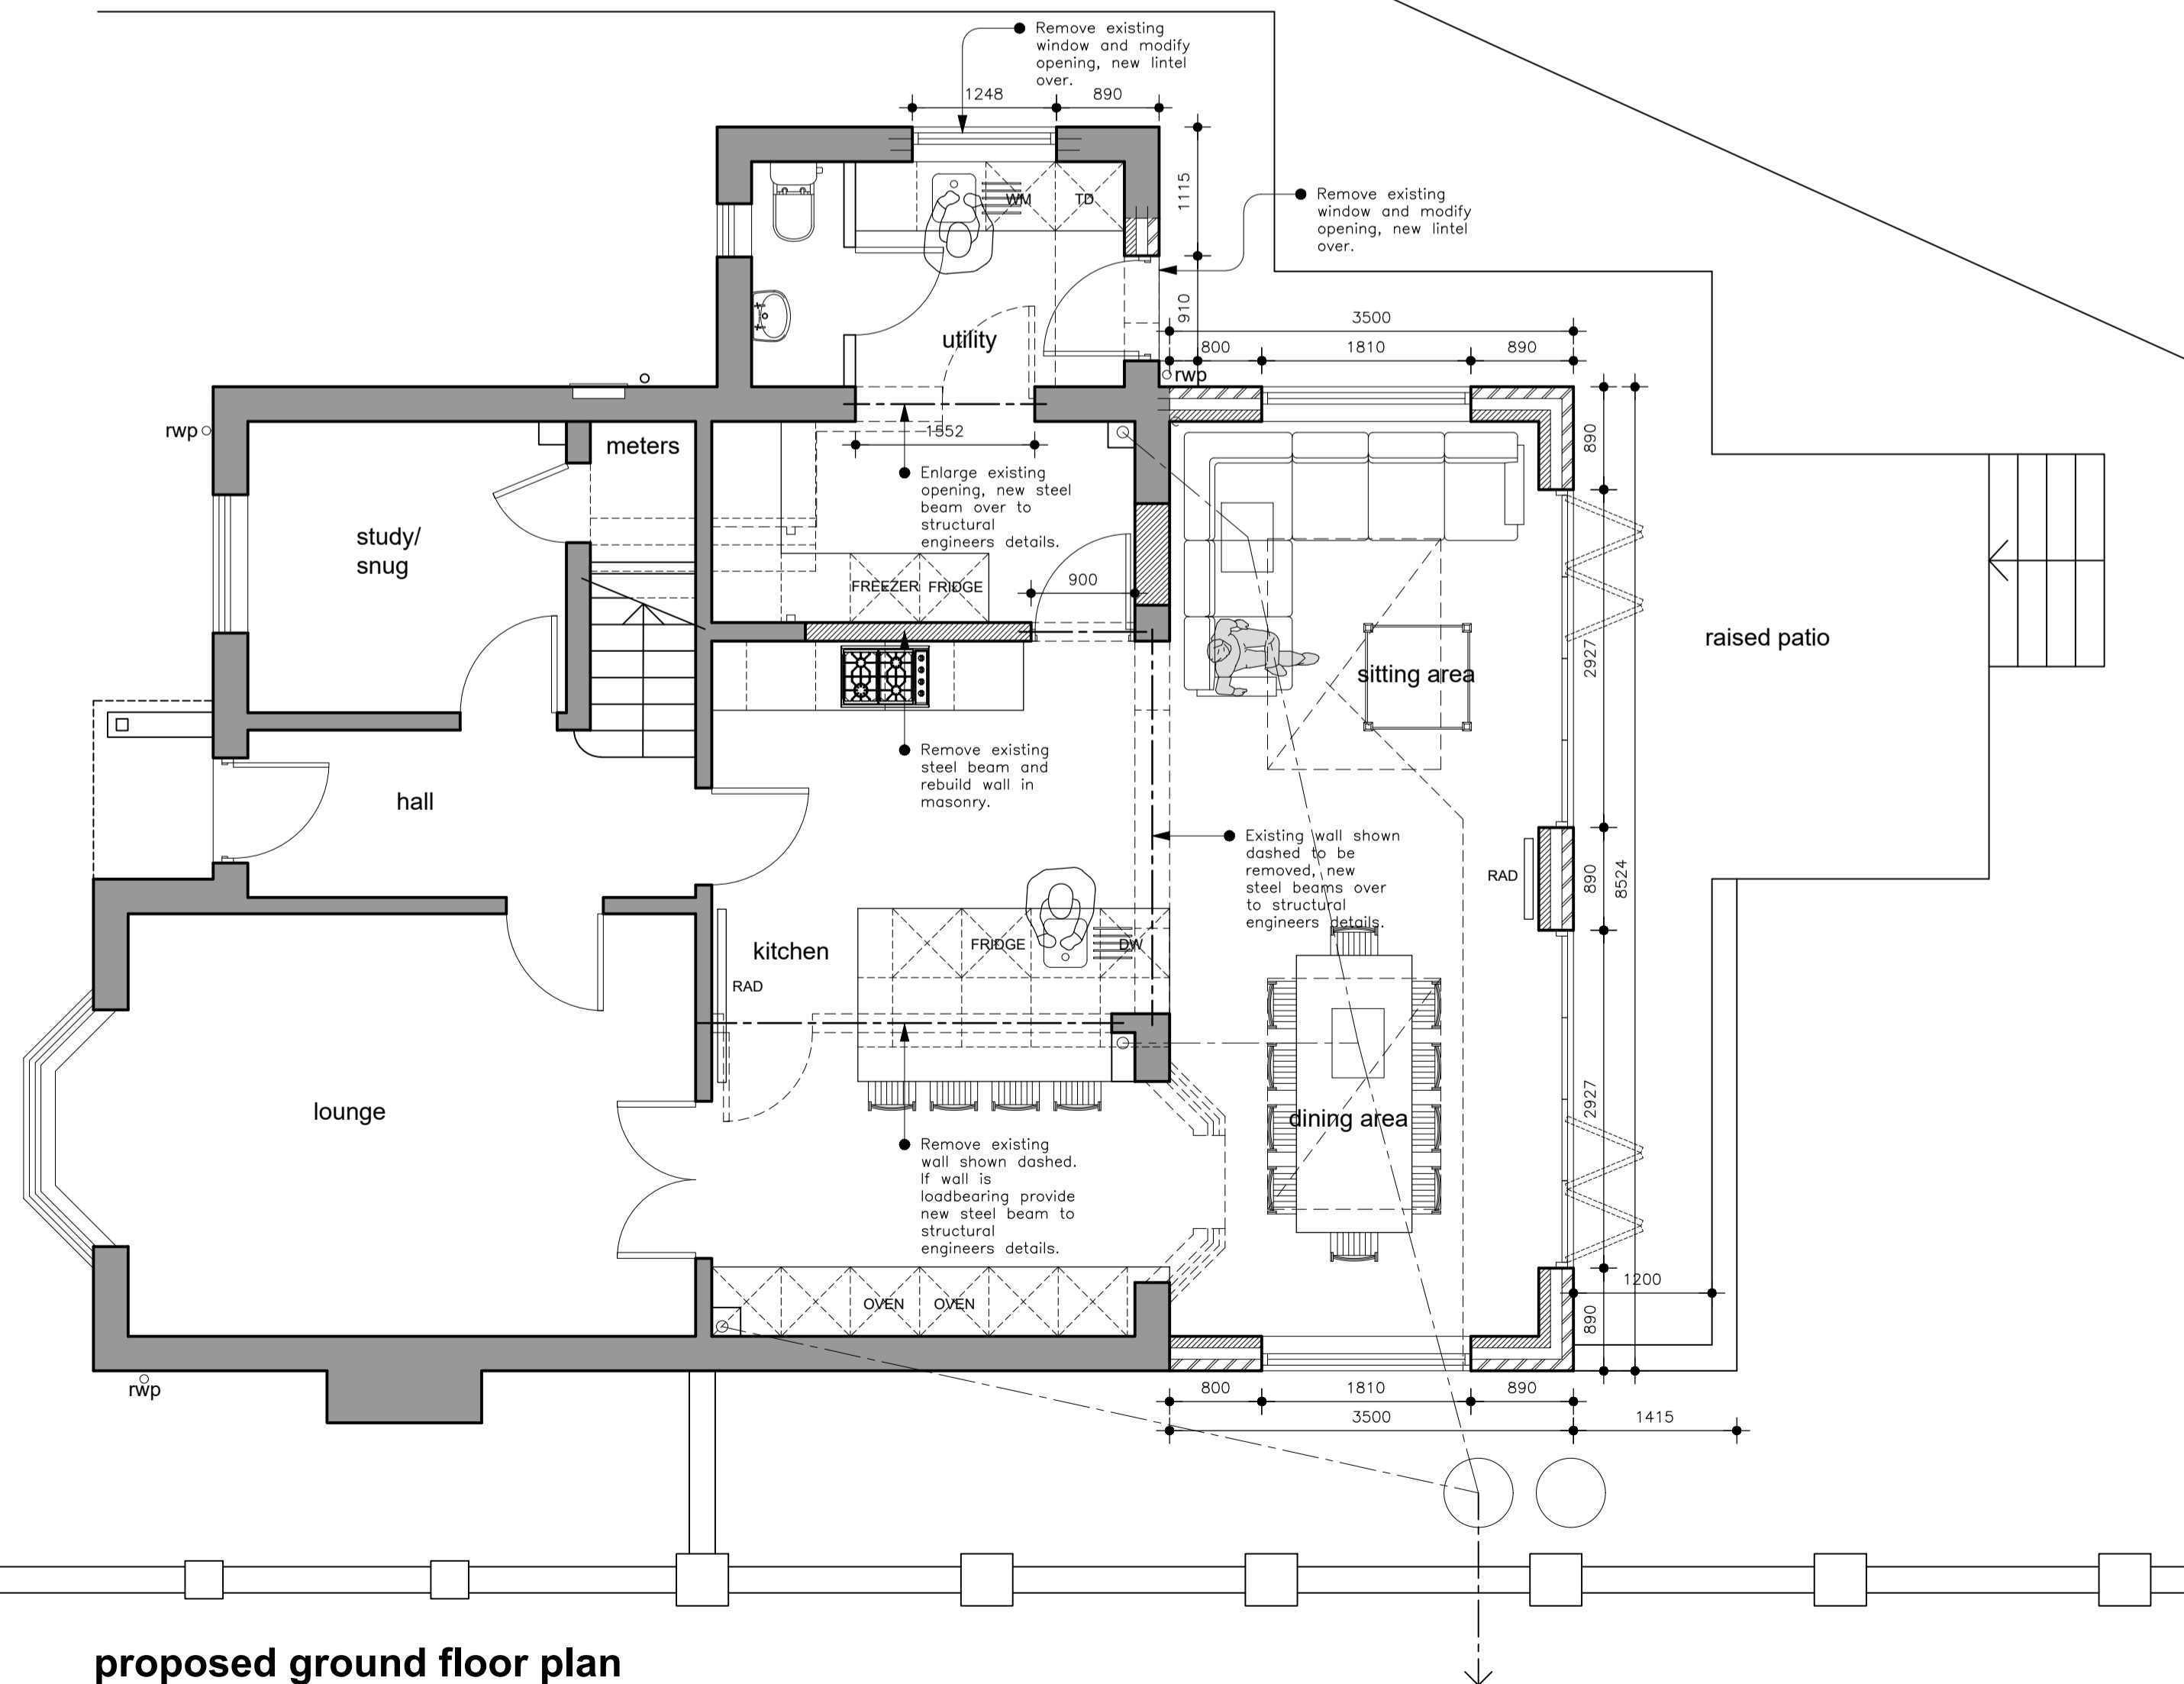 Remove existing
window and modify
opening, new lintel
over.
1248
890
1115
910
Remove existing
window and modify
opening, new lintel
over.
WM
TD
utility
3500
800
1810
890
rwp
rwp
meters
1552
Enlarge existing
opening, new steel
beam over to
structural
engineers details.
study/
snug
FREEZER
FRIDGE
900
890
2927
raised patio
sitting area
Remove existing
steel beam and
rebuild wall in
masonry.
hall
Existing wall shown
dashed to be
removed, new
steel beams over
to structural
engineers details.
RAD
890
8524
kitchen
FRIDGE
DW
RAD
lounge
dining area
2927
Remove existing
wall shown dashed.
If wall is
loadbearing provide
new steel beam to
structural
engineers details.
OVEN
OVEN
1200
890
rwp
800
1810
890
3500
1415
proposed ground floor plan